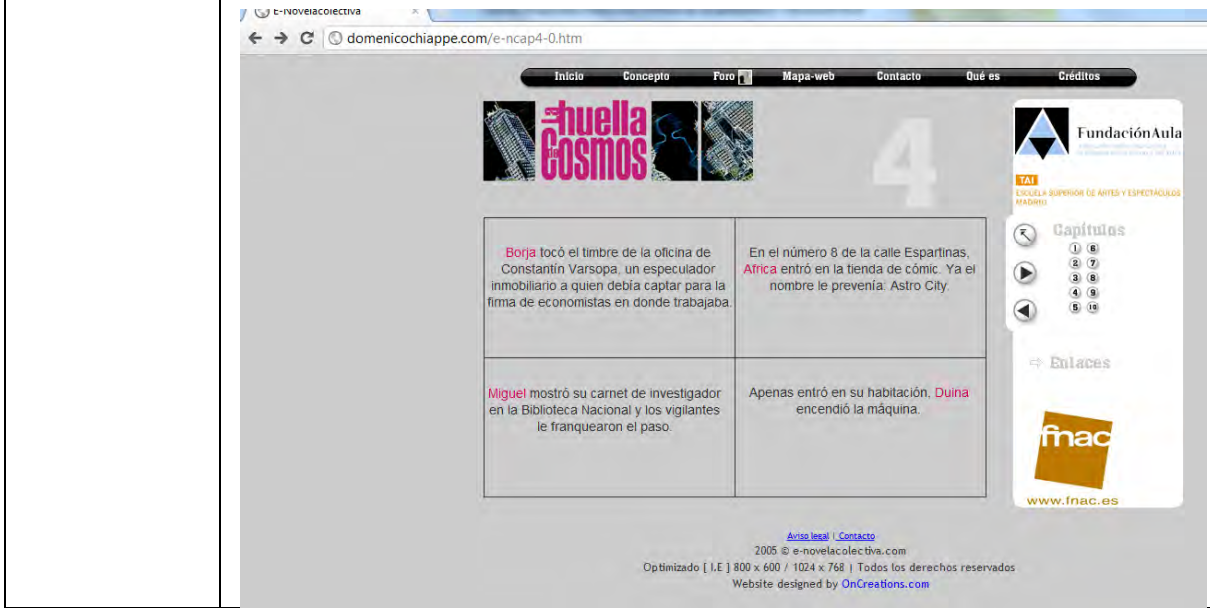 E-Novelacolectiva
domenicochiappe.com/e-ncap4-0.htm
Inicio Concepto Foro Mapa-web Contacto Qué es Créditos
la huella
de cosmos
4
FundaciónAula
TAI
ESCUELA SUPERIOR DE ARTES Y ESPECTÁCULOS
MADRID
Capítulos
1 6
2 7
3 8
4 9
5 10
Enlaces
fnac
www.fnac.es
Borja tocó el timbre de la oficina de
Constantín Varsopa, un especulador
inmobiliario a quien debía captar para la
firma de economistas en donde trabajaba.
En el número 8 de la calle Espartinas,
Africa entró en la tienda de cómic. Ya el
nombre le prevenía: Astro City.
Miguel mostró su carnet de investigador
en la Biblioteca Nacional y los vigilantes
le franquearon el paso.
Apenas entró en su habitación, Duina
encendió la máquina.
Aviso legal | Contacto
2005 © e-novelacolectiva.com
Optimizado [ I.E ] 800 x 600 / 1024 x 768 | Todos los derechos reservados
Website designed by OnCreations.com